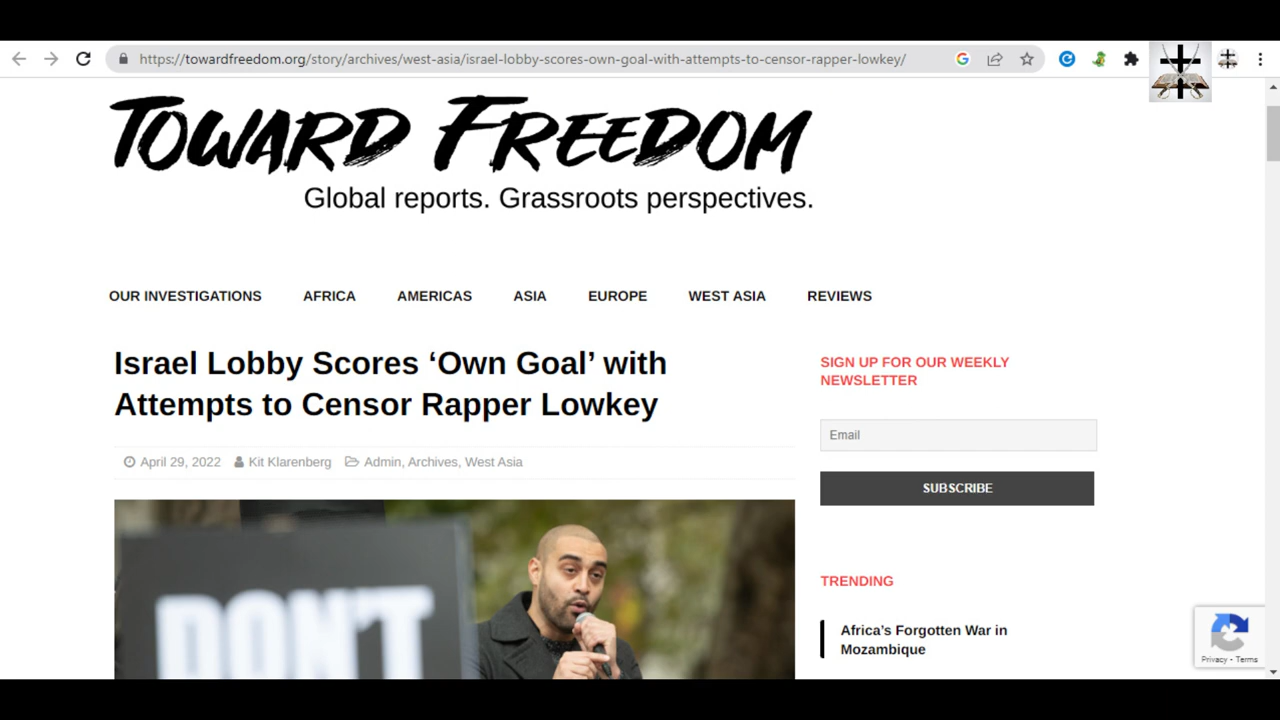 https://towardfreedom.org/story/archives/west-asia/israel-lobby-scores-own-goal-with-attempts-to-censor-rapper-lowkey/
TOWARD FREEDOM
Global reports. Grassroots perspectives.
OUR INVESTIGATIONS AFRICA AMERICAS ASIA EUROPE WEST ASIA REVIEWS
Israel Lobby Scores ‘Own Goal’ with
Attempts to Censor Rapper Lowkey
April 29, 2022 Kit Klarenberg Admin, Archives, West Asia
DON'T
SIGN UP FOR OUR WEEKLY
NEWSLETTER
Email
SUBSCRIBE
TRENDING
Africa’s Forgotten War in
Mozambique
Privacy - Terms